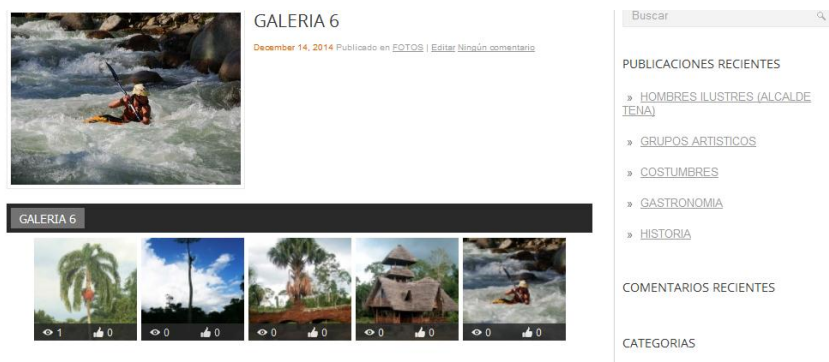 GALERIA 6
December 14, 2014 Publicado en FOTOS | Editar Ningún comentario
GALERIA 6
1 0
0 0
0 0
0 0
0 0
Buscar
PUBLICACIONES RECIENTES
» HOMBRES ILUSTRES (ALCALDE
TENA)
» GRUPOS ARTISTICOS
» COSTUMBRES
» GASTRONOMIA
» HISTORIA
COMENTARIOS RECIENTES
CATEGORIAS